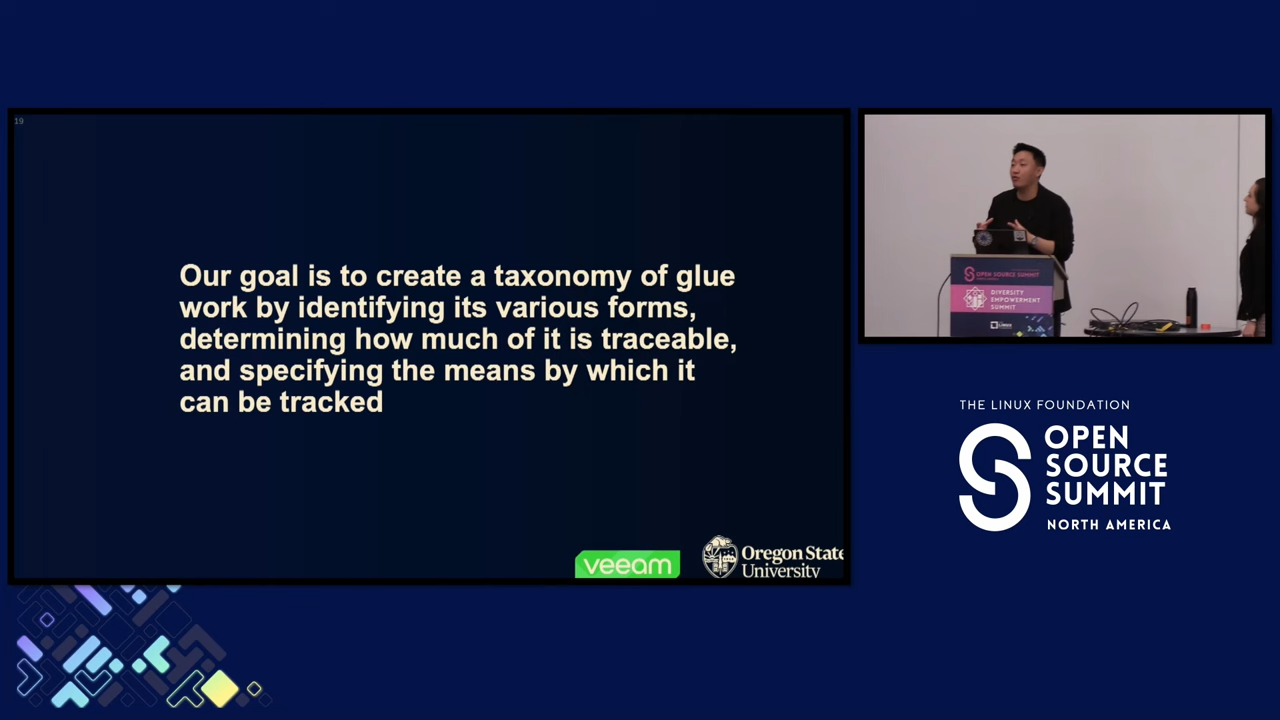 19
Our goal is to create a taxonomy of glue
work by identifying its various forms,
determining how much of it is traceable,
and specifying the means by which it
can be tracked
veeam
Oregon State
University
OPEN SOURCE SUMMIT
DIVERSITY
EMPOWERMENT
SUMMIT
THE LINUX FOUNDATION
OPEN
SOURCE
SUMMIT
NORTH AMERICA